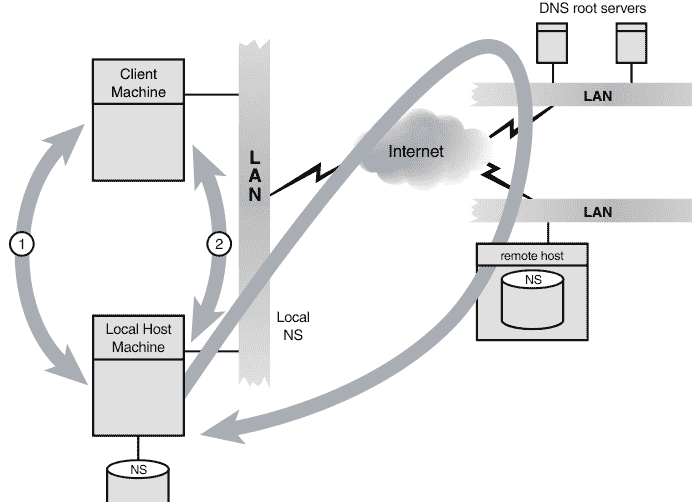 DNS root servers
Client
Machine
LAN
L
A
N
Internet
1
2
LAN
remote host
NS
Local
NS
Local Host
Machine
NS